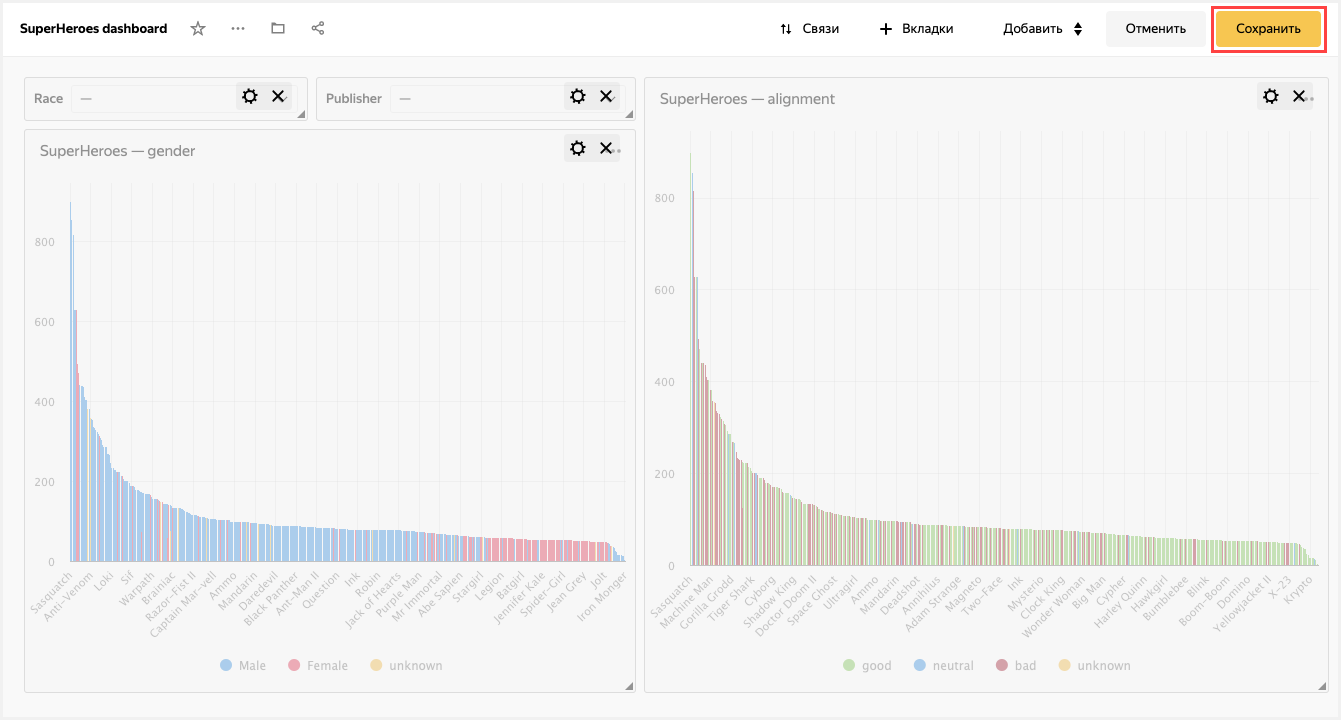 SuperHeroes dashboard
Связи
Вкладки
Добавить
Отменить
Сохранить
Race —
Publisher —
SuperHeroes — gender
800
600
400
200
0
Sasquatch
Anti-Venom
Loki
Sif
Warpath
Brainiac
Razor-Fist II
Captain Mar-vell
Ammo
Mandarin
Daredevil
Black Panther
Ant-Man II
Question
Ink
Robin
Jack of Hearts
Purple Man
Mr Immortal
Abe Sapien
Stargirl
Legion
Batgirl
Jennifer Kale
Spider-Girl
Jean Grey
Jolt
Iron Monger
Male
Female
unknown
SuperHeroes — alignment
800
600
400
200
0
Sasquatch
Machine Man
Gorilla Grodd
Tiger Shark
Cyborg
Shadow King
Doctor Doom II
Space Ghost
Ultragirl
Ammo
Mandarin
Deadshot
Annihilus
Adam Strange
Magneto
Two-Face
Ink
Mysterio
Clock King
Wonder Woman
Big Man
Cypher
Harley Quinn
Hawkgirl
Bumblebee
Blink
Boom-Boom
Domino
Yellowjacket II
X-23
Krypto
good
neutral
bad
unknown